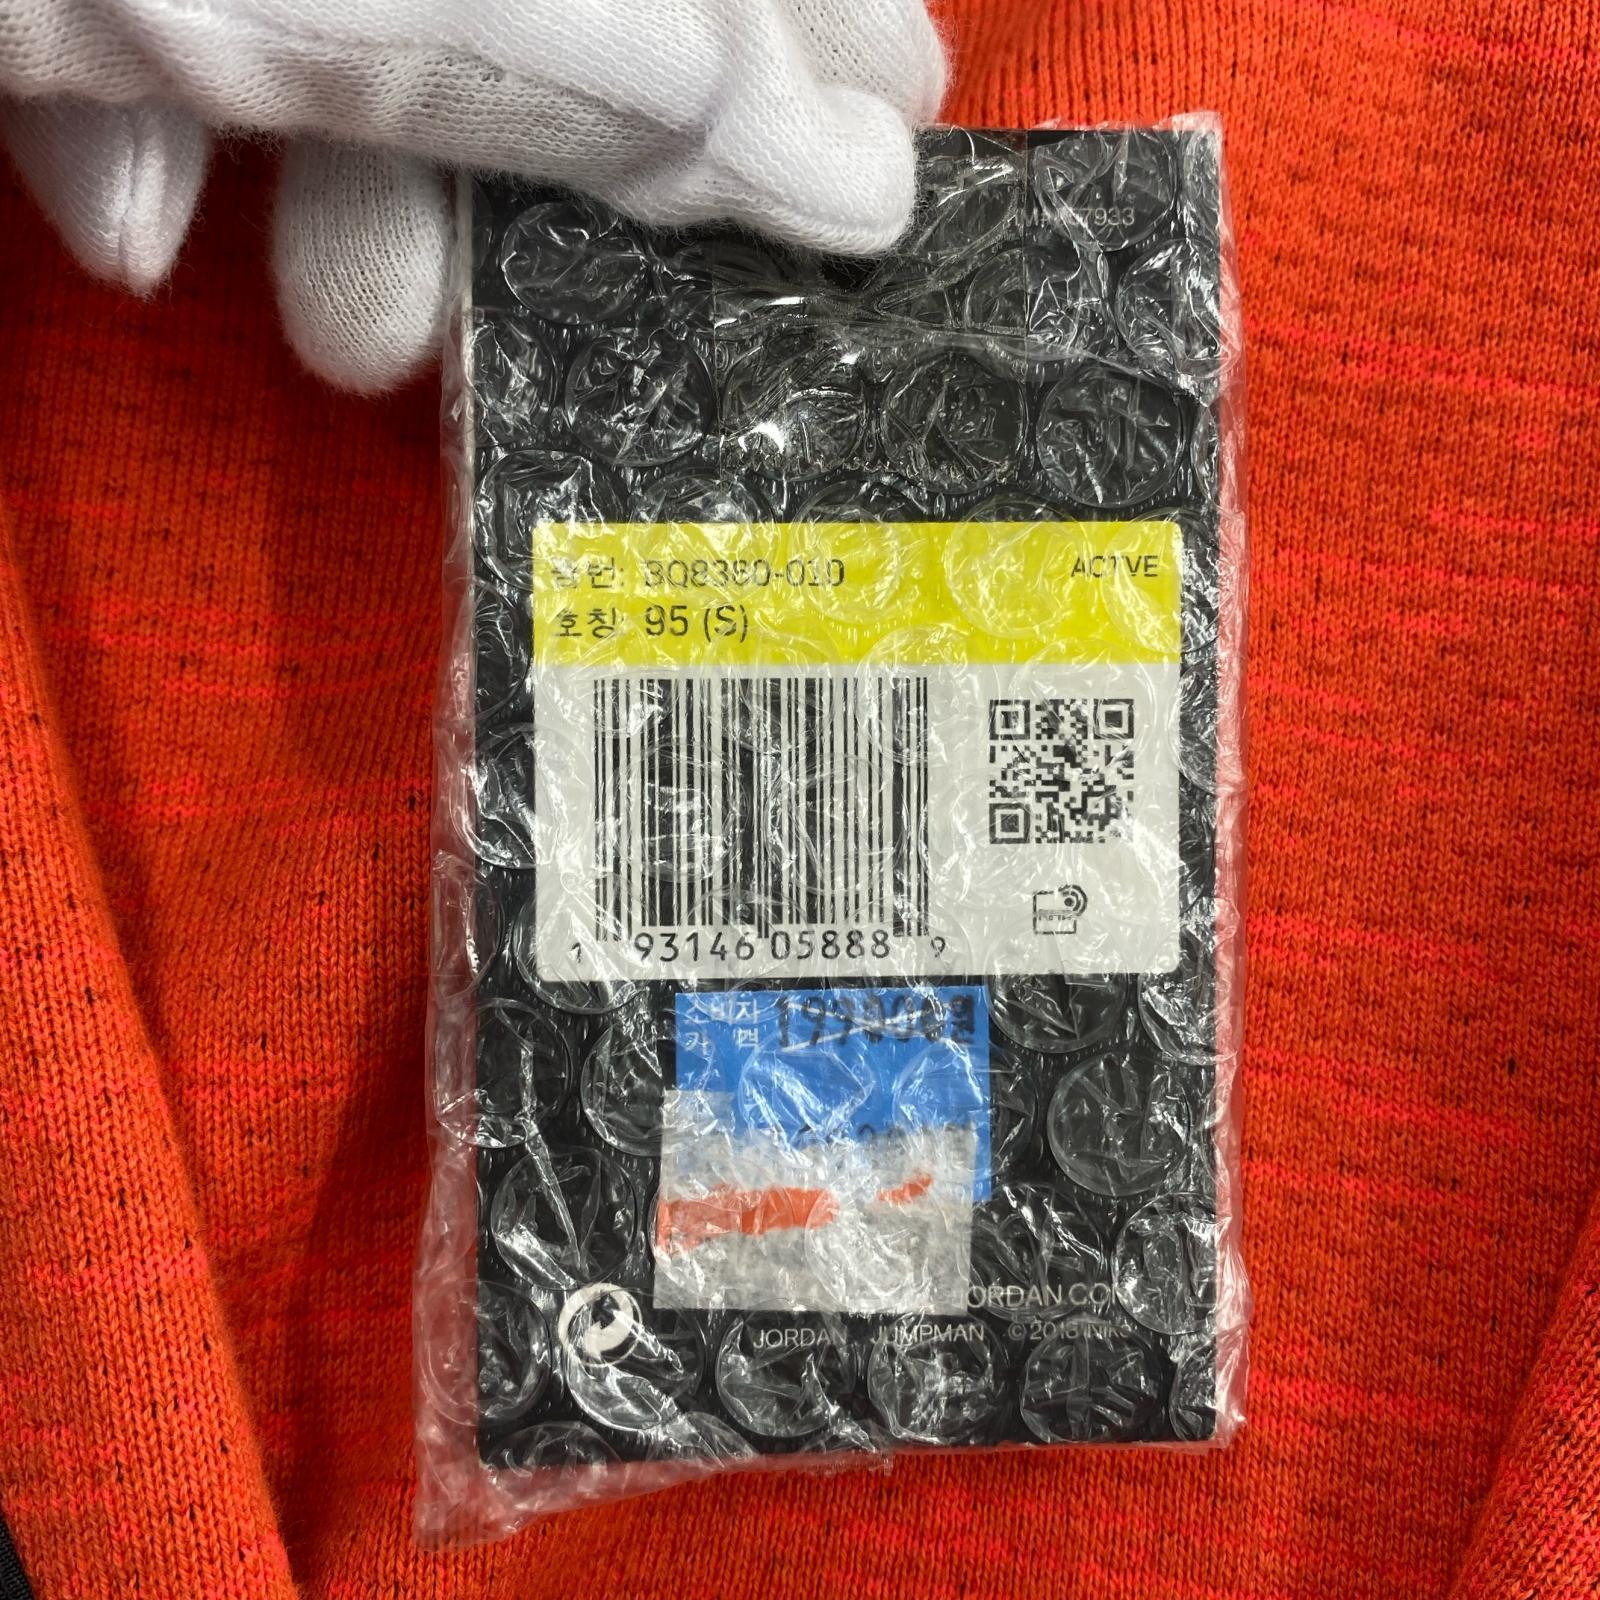 품번: BQ8380-010
ACTIVE
호칭: 95 (S)
1 93146 05888 9
소비자
가 격
JORDAN.COM
JORDAN JUMPMAN © 2018 Nike